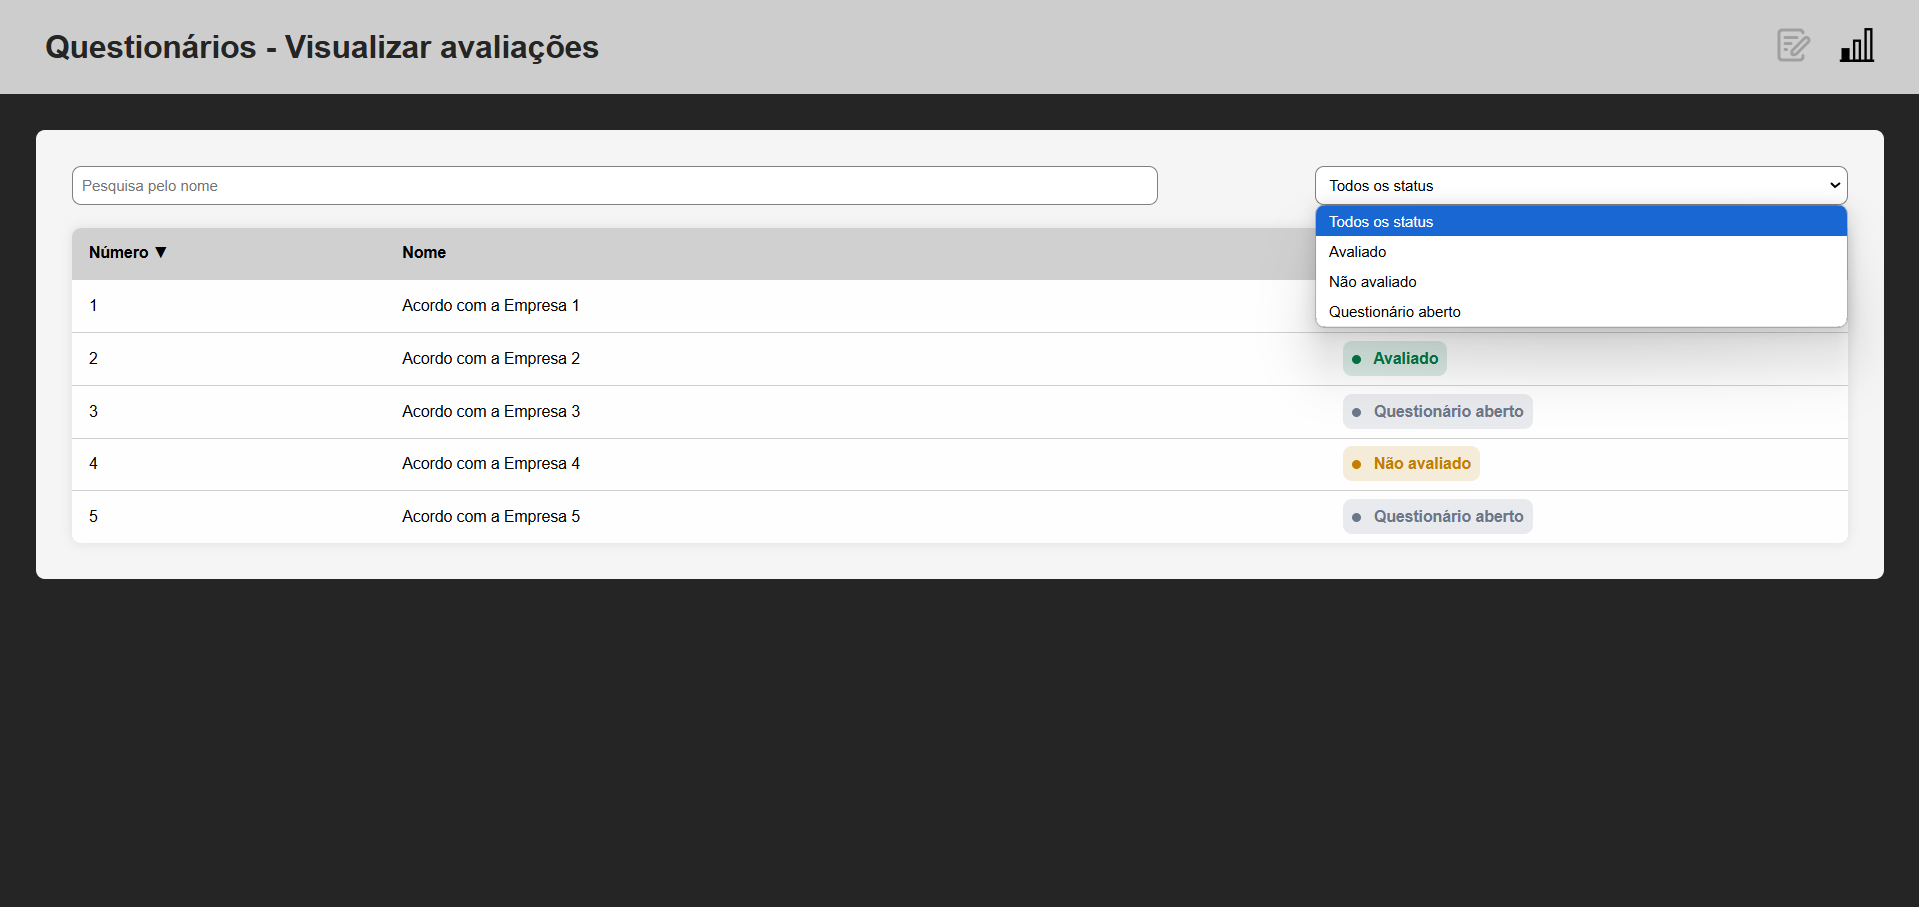 Questionários - Visualizar avaliações
Pesquisa pelo nome
Todos os status
Todos os status
Avaliado
Não avaliado
Questionário aberto
Número ▼ Nome
1 Acordo com a Empresa 1
2 Acordo com a Empresa 2 Avaliado
3 Acordo com a Empresa 3 Questionário aberto
4 Acordo com a Empresa 4 Não avaliado
5 Acordo com a Empresa 5 Questionário aberto